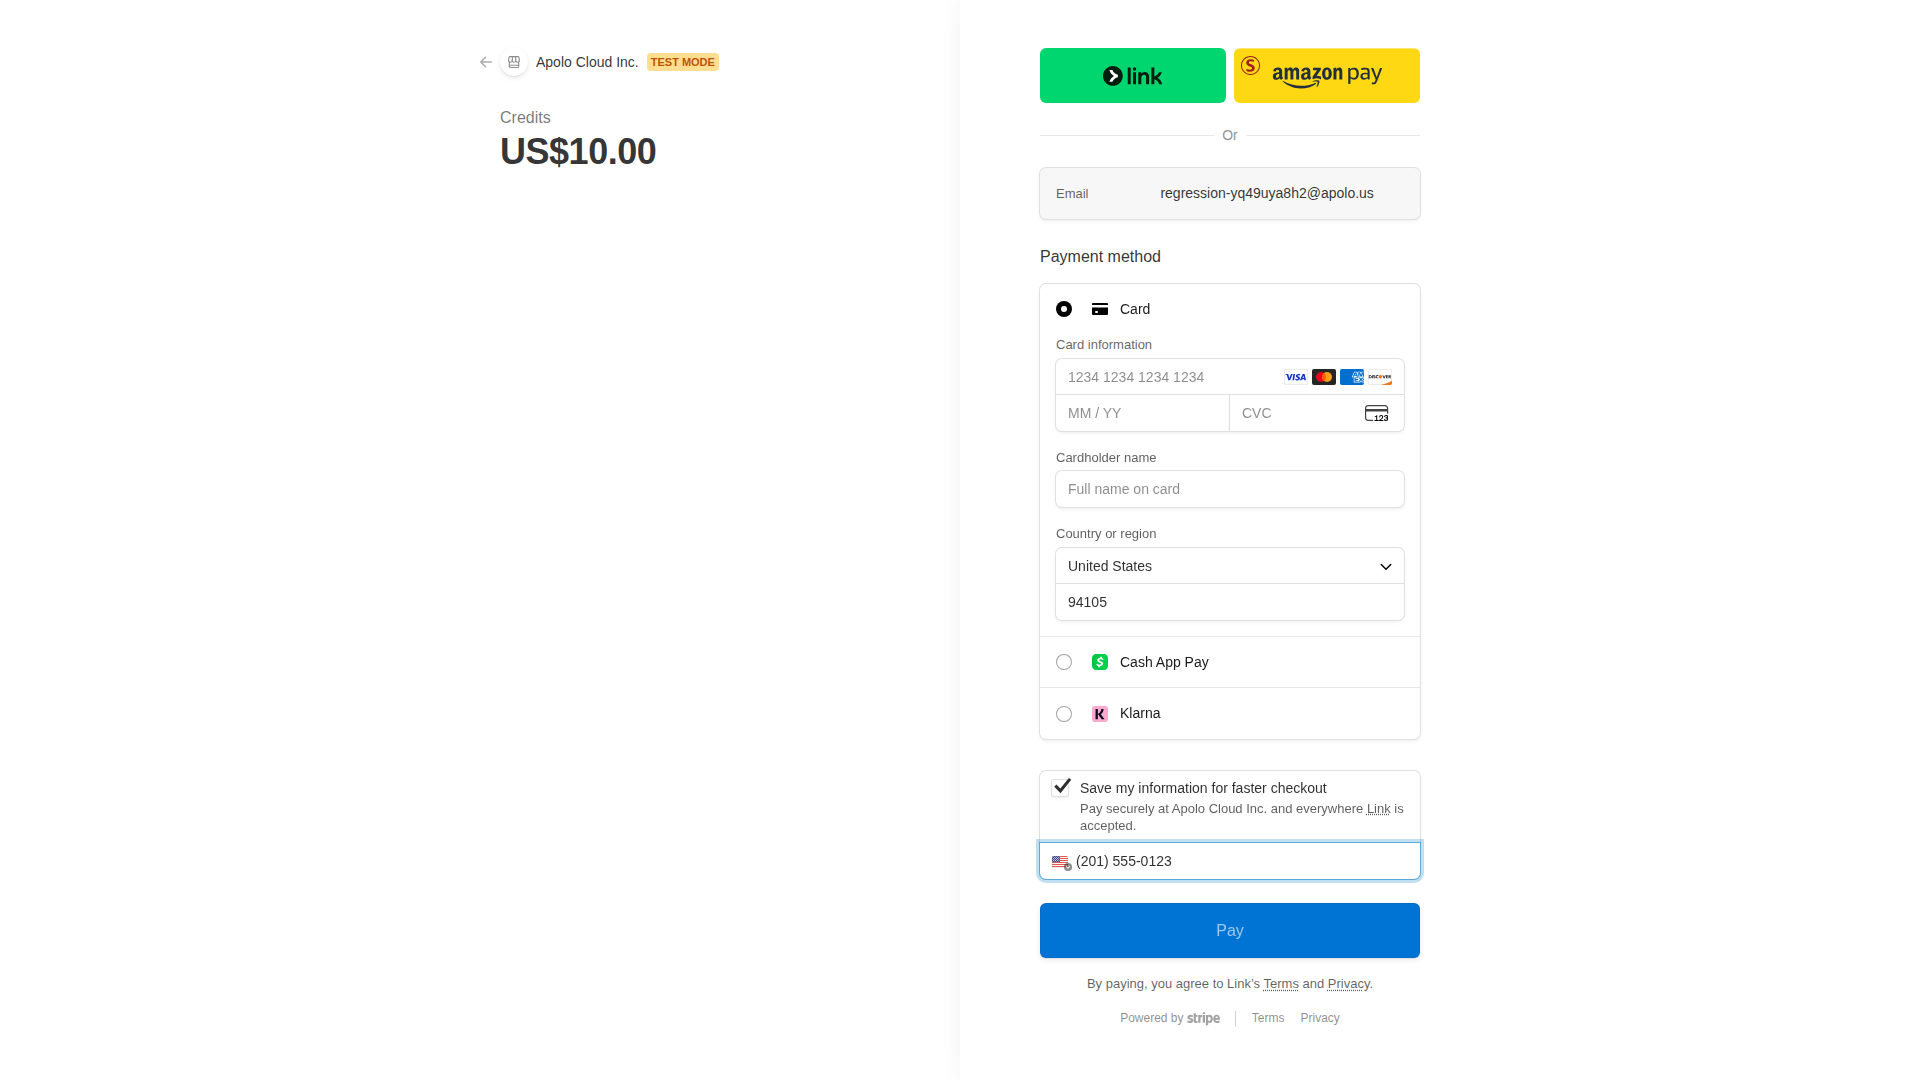 Apolo Cloud Inc. TEST MODE
Credits
US$10.00
link
amazon pay
Or
Email regression-yq49uya8h2@apolo.us
Payment method
Card
Card information
1234 1234 1234 1234 VISA AMEX DISCOVER
MM / YY CVC 123
Cardholder name
Full name on card
Country or region
United States
94105
Cash App Pay
Klarna
Save my information for faster checkout
Pay securely at Apolo Cloud Inc. and everywhere Link is
accepted.
(201) 555-0123
Pay
By paying, you agree to Link’s Terms and Privacy.
Powered by stripe Terms Privacy